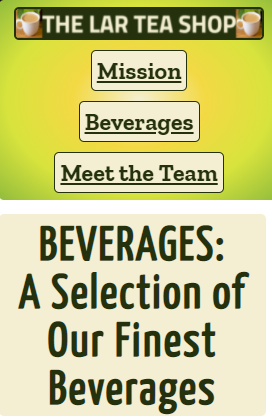 THE LAR TEA SHOP
Mission
Beverages
Meet the Team
BEVERAGES:
A Selection of
Our Finest
Beverages